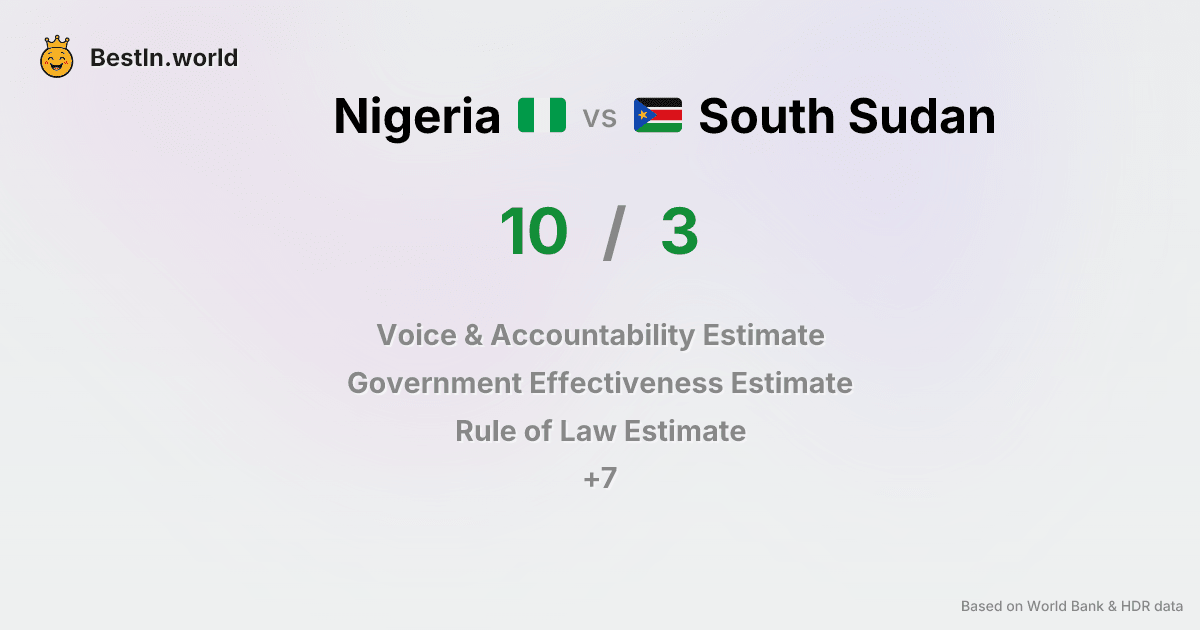 BestIn.world
Nigeria vs South Sudan
10 / 3
Voice & Accountability Estimate
Government Effectiveness Estimate
Rule of Law Estimate
+7
Based on World Bank & HDR data